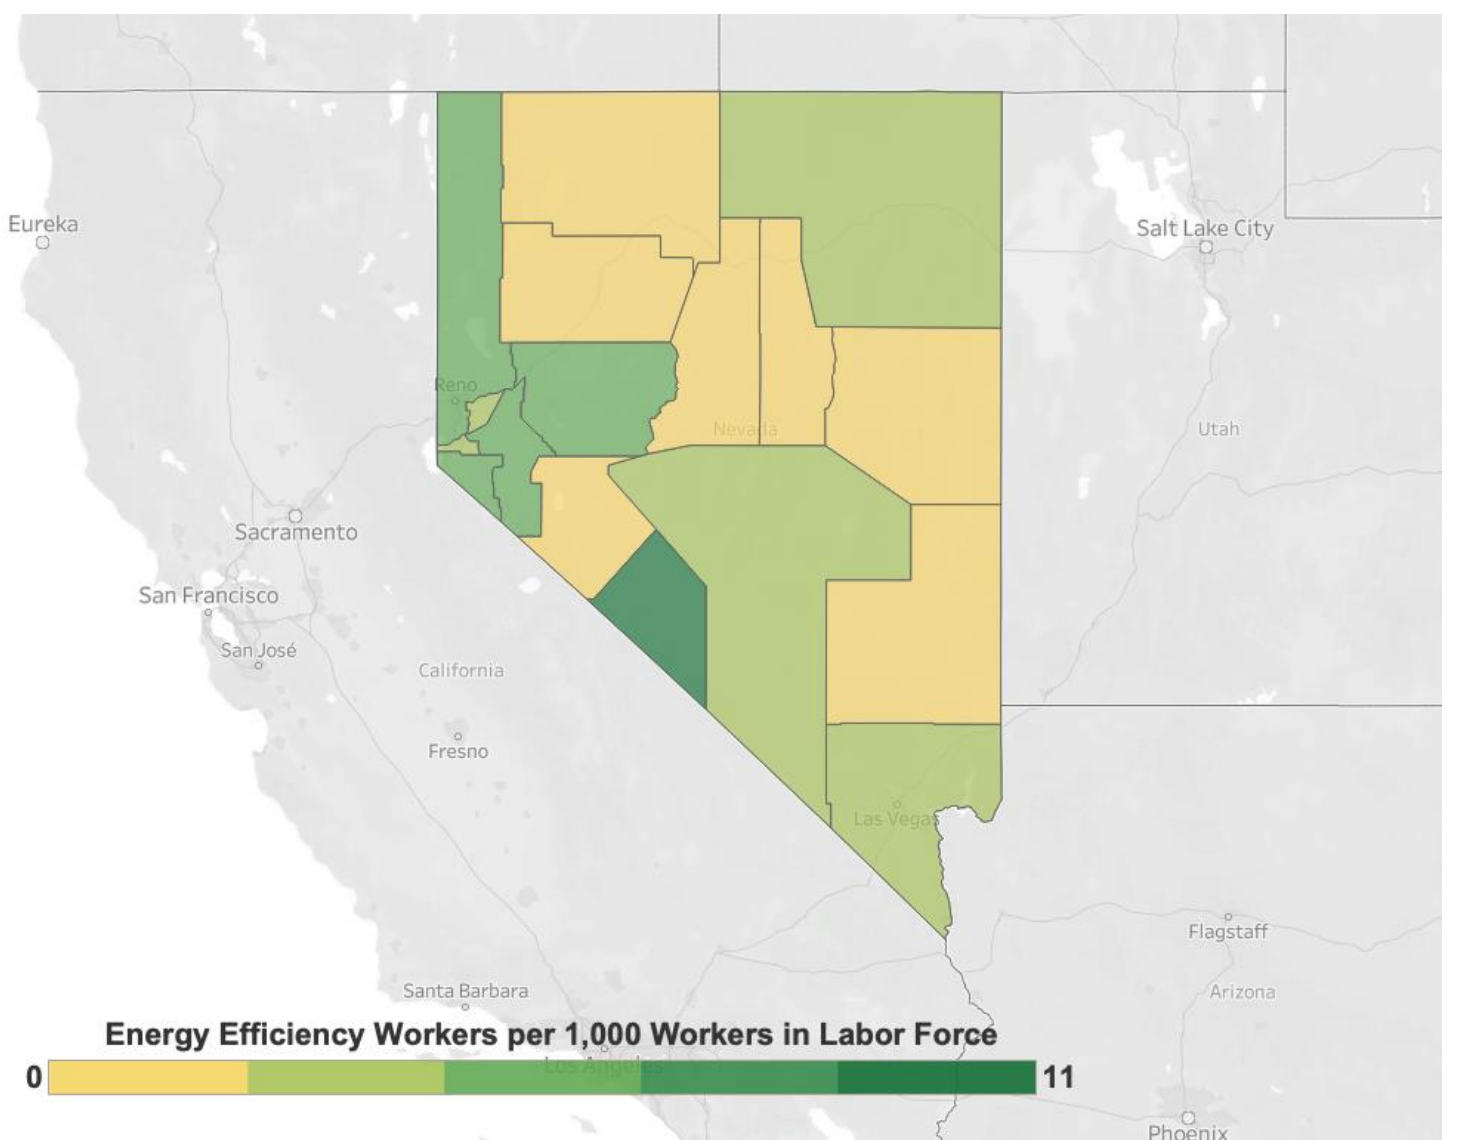 Eureka
Salt Lake City
Reno
Nevada
Utah
Sacramento
San Francisco
San José
California
Fresno
Las Vegas
Flagstaff
Santa Barbara
Arizona
Energy Efficiency Workers per 1,000 Workers in Labor Force
Los Angeles
0 11
Phoenix